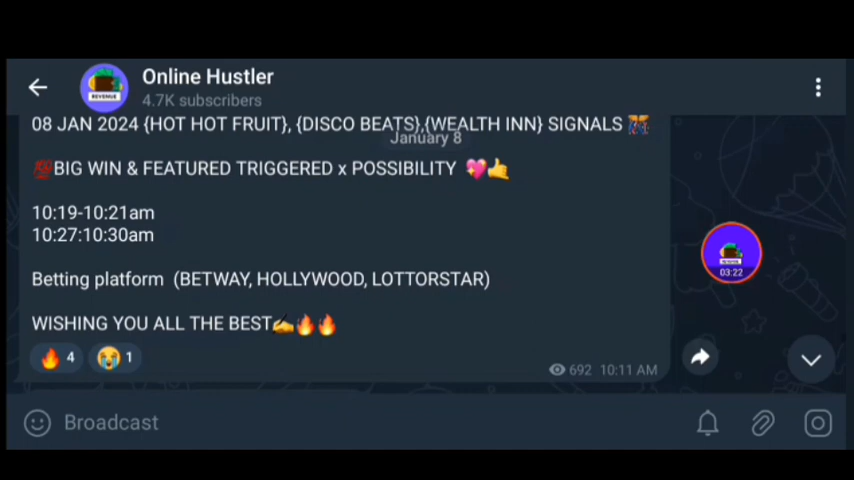 Online Hustler
4.7K subscribers
08 JAN 2024 {HOT HOT FRUIT}, {DISCO BEATS},{WEALTH INN} SIGNALS
January 8
💯BIG WIN & FEATURED TRIGGERED x POSSIBILITY 💖🤙
10:19-10:21am
10:27:10:30am
Betting platform (BETWAY, HOLLYWOOD, LOTTORSTAR)
WISHING YOU ALL THE BEST✍🔥🔥
🔥 4 😭 1
692 10:11 AM
REVENUE
03:22
Broadcast